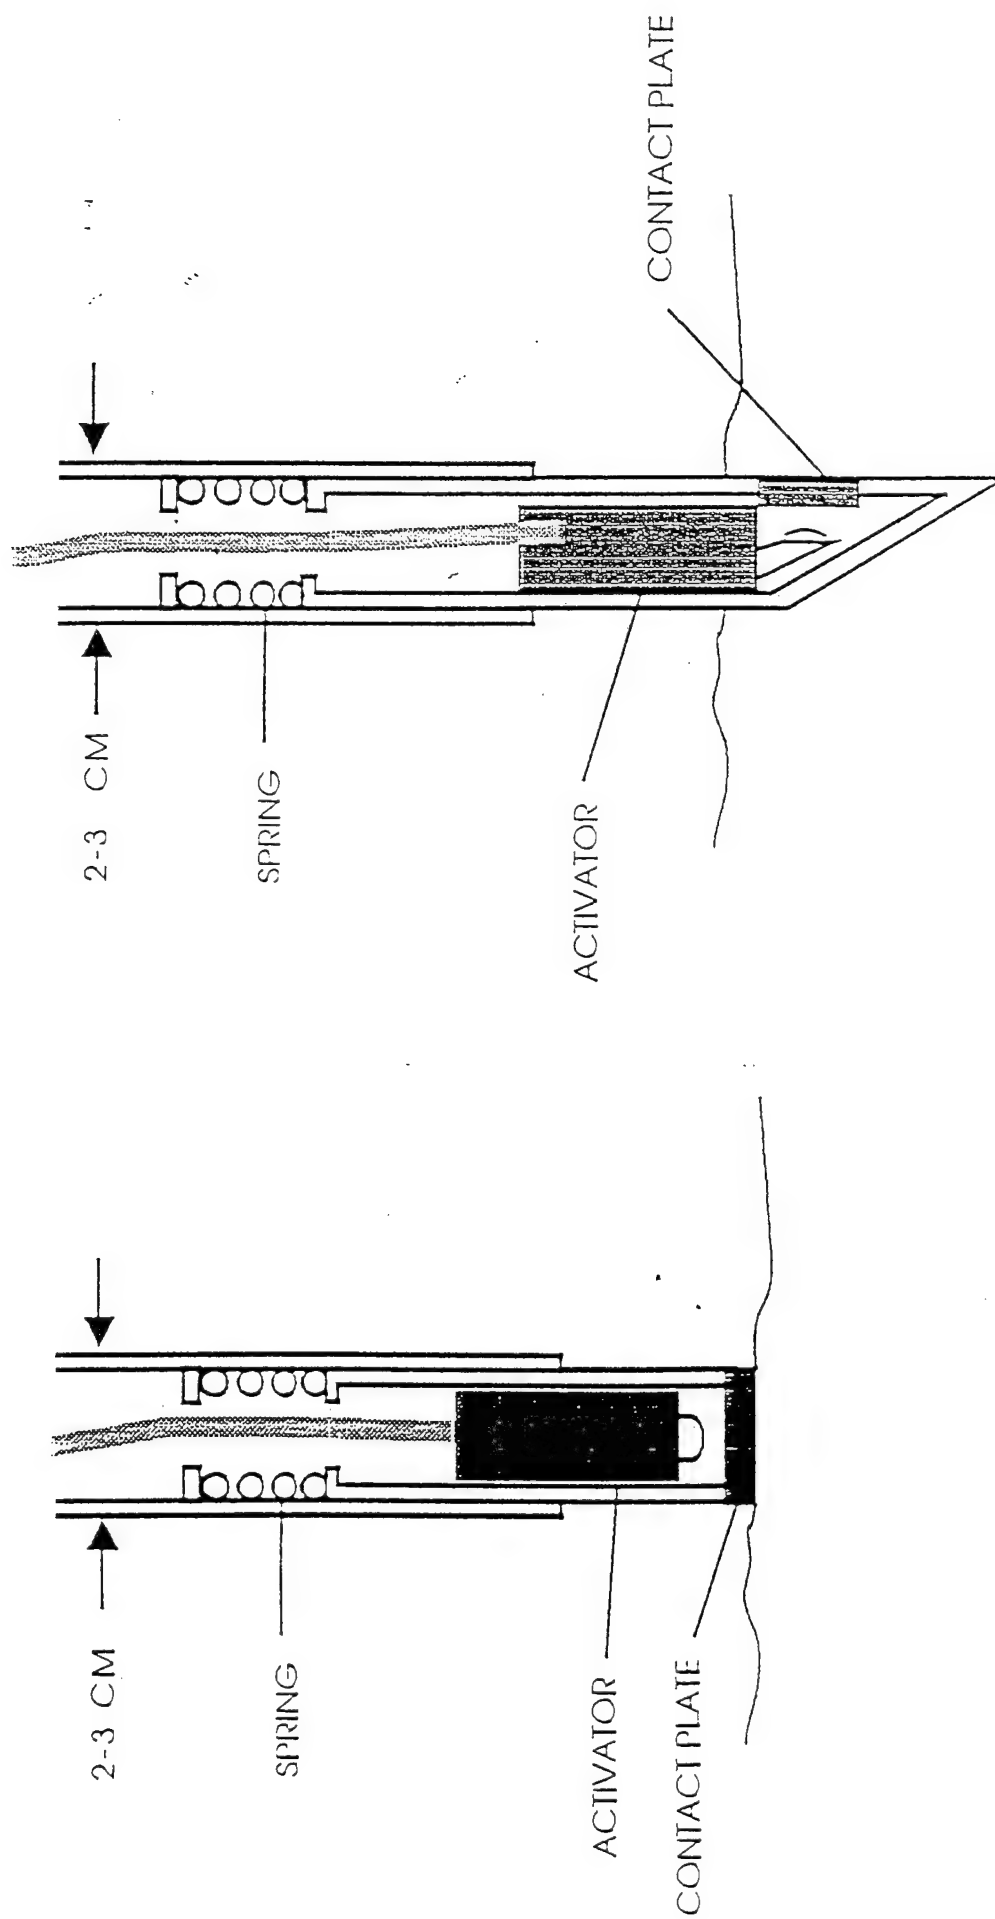 2-3 CM
SPRING
ACTIVATOR
CONTACT PLATE
2-3 CM
SPRING
ACTIVATOR
CONTACT PLATE